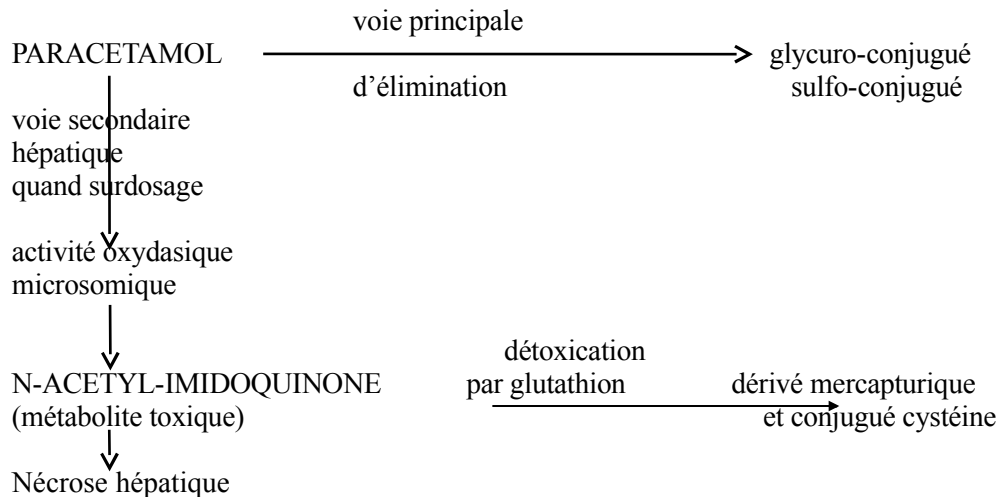 voie principale
PARACETAMOL glycuro-conjugué
d’élimination sulfo-conjugué
voie secondaire
hépatique
quand surdosage
activité oxydasique
microsomique
détoxication
N-ACETYL-IMIDOQUINONE par glutathion dérivé mercapturique
(métabolite toxique) et conjugué cystéine
Nécrose hépatique